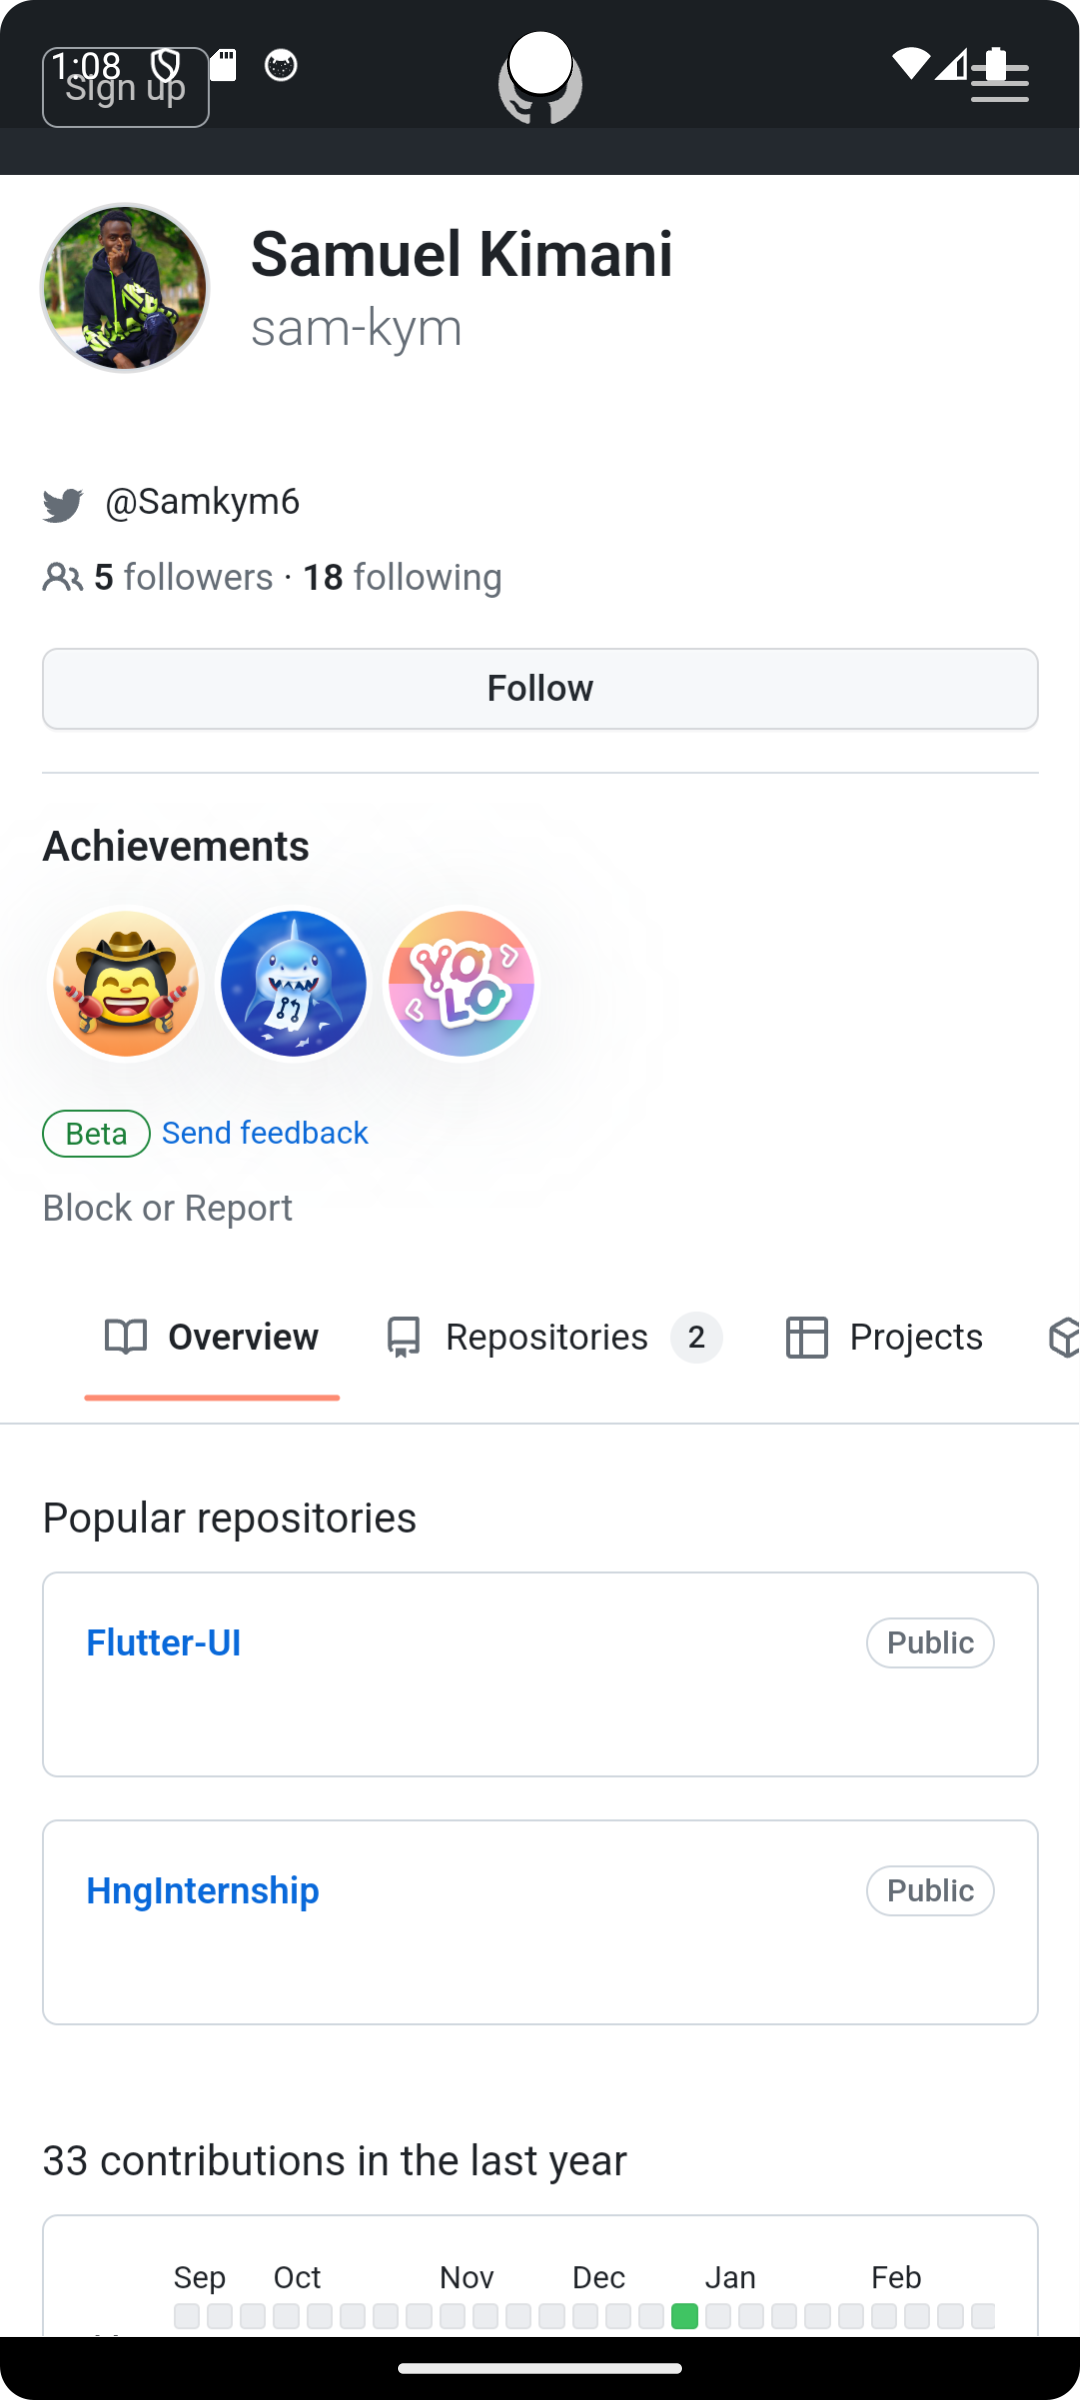 1:08
Sign up
Samuel Kimani
sam-kym
@Samkym6
5 followers · 18 following
Follow
Achievements
YOLO
Beta Send feedback
Block or Report
Overview Repositories 2 Projects
Popular repositories
Flutter-UI Public
HngInternship Public
33 contributions in the last year
Sep Oct Nov Dec Jan Feb